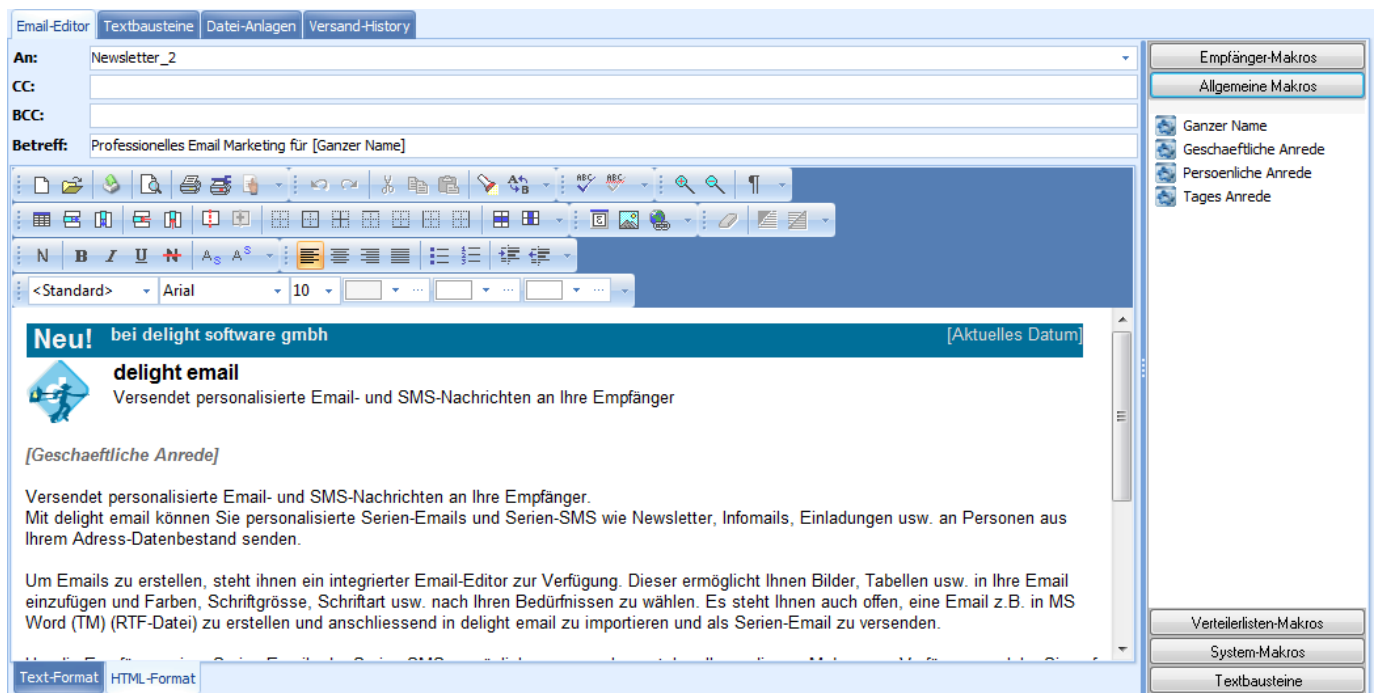 Email-Editor Textbausteine Datei-Anlagen Versand-History
An: Newsletter_2
CC:
BCC:
Betreff: Professionelles Email Marketing für [Ganzer Name]
N B I U N A S A S
<Standard> Arial 10
Neu! bei delight software gmbh [Aktuelles Datum]
delight email
Versendet personalisierte Email- und SMS-Nachrichten an Ihre Empfänger
[Geschaeftliche Anrede]
Versendet personalisierte Email- und SMS-Nachrichten an Ihre Empfänger.
Mit delight email können Sie personalisierte Serien-Emails und Serien-SMS wie Newsletter, Infomails, Einladungen usw. an Personen aus
Ihrem Adress-Datenbestand senden.
Um Emails zu erstellen, steht ihnen ein integrierter Email-Editor zur Verfügung. Dieser ermöglicht Ihnen Bilder, Tabellen usw. in Ihre Email
einzufügen und Farben, Schriftgrösse, Schriftart usw. nach Ihren Bedürfnissen zu wählen. Es steht Ihnen auch offen, eine Email z.B. in MS
Word (TM) (RTF-Datei) zu erstellen und anschliessend in delight email zu importieren und als Serien-Email zu versenden.
Text-Format HTML-Format
Empfänger-Makros
Allgemeine Makros
Ganzer Name
Geschaeftliche Anrede
Persoenliche Anrede
Tages Anrede
Verteilerlisten-Makros
System-Makros
Textbausteine